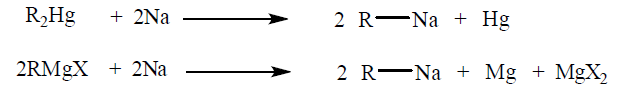 R₂Hg + 2Na ⟶ 2 R—Na + Hg
2RMgX + 2Na ⟶ 2 R—Na + Mg + MgX₂